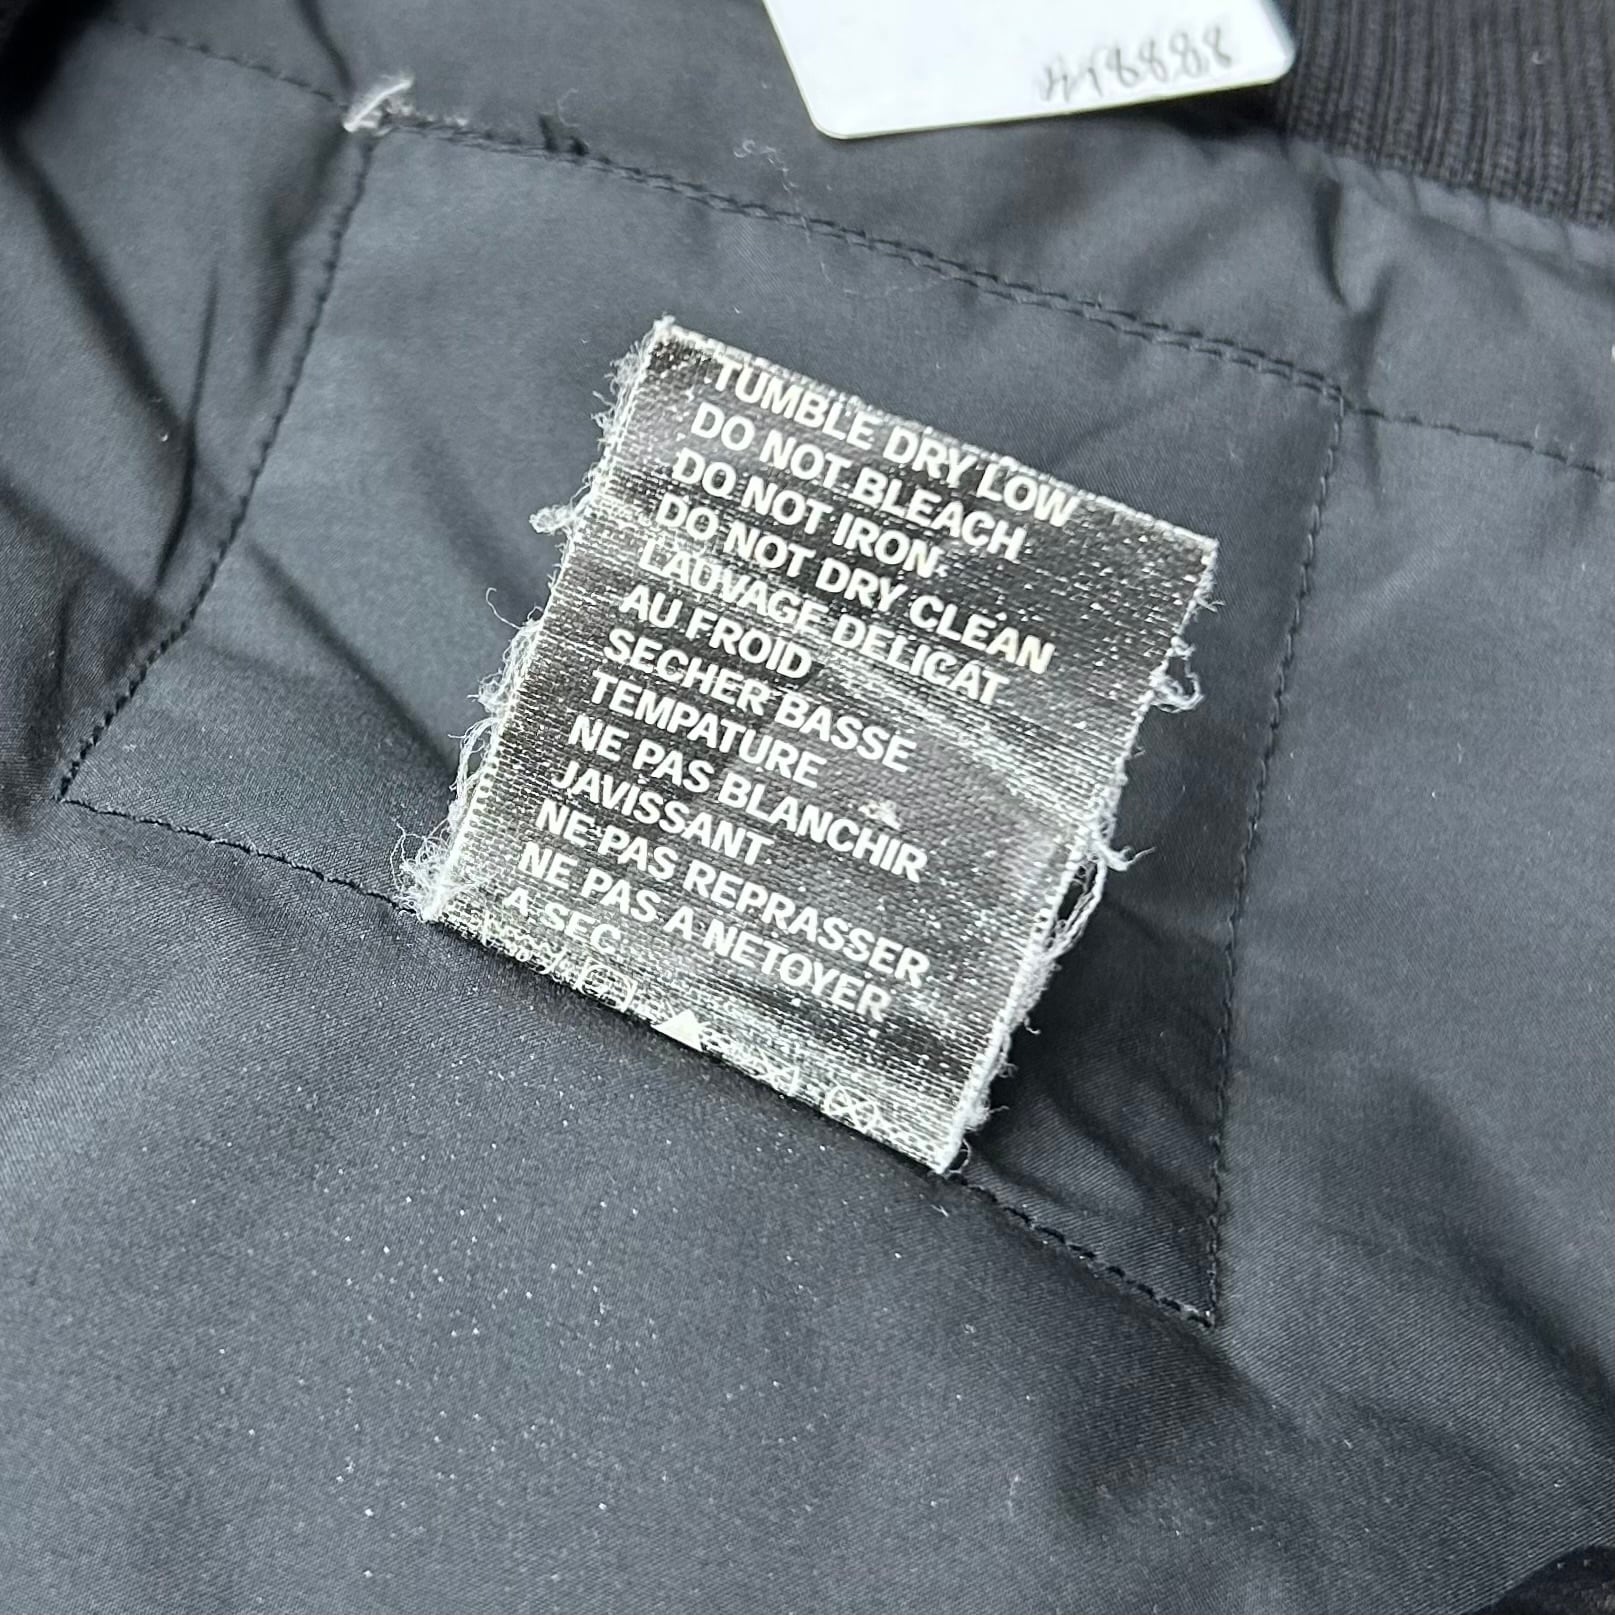 TUMBLE DRY LOW
DO NOT BLEACH
DO NOT IRON
DO NOT DRY CLEAN
LAUVAGE DELICAT
AU FROID
SECHER BASSE
TEMPATURE
NE PAS BLANCHIR
JAVISSANT
NE PAS REPRASSER
NE PAS A NETOYER
A SEC